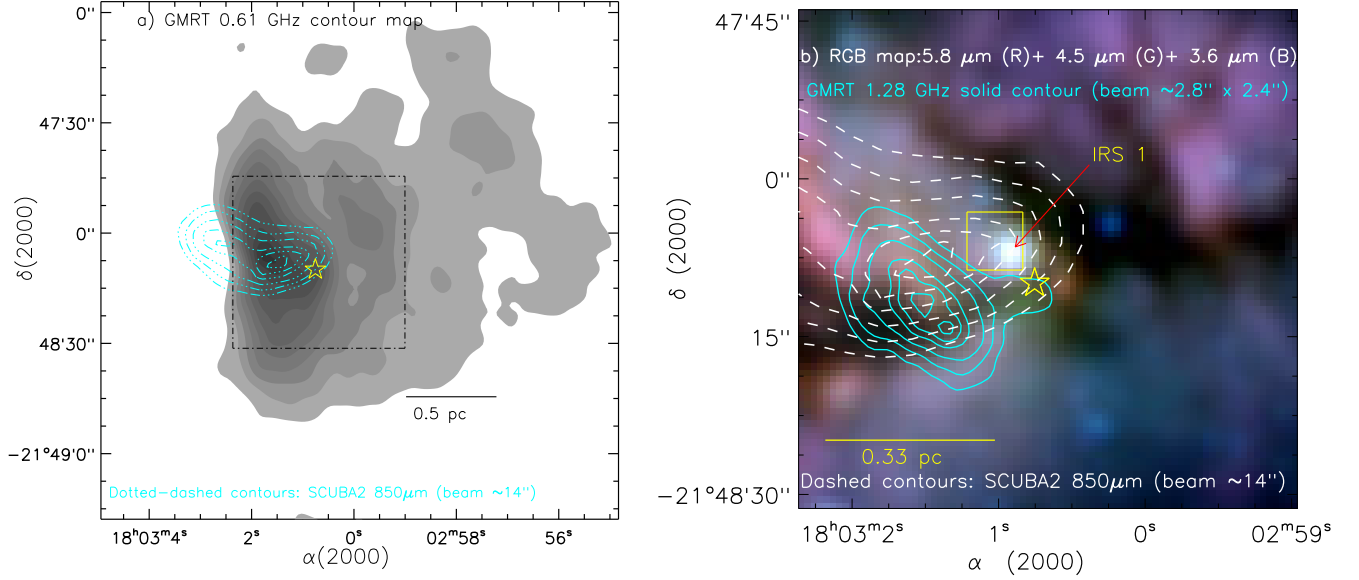 a) GMRT 0.61 GHz contour map
0''
47'30''
0''
48'30''
-21°49'0''
δ(2000)
0.5 pc
Dotted-dashed contours: SCUBA2 850μm (beam ~14'')
18ʰ03ᵐ4ˢ 2ˢ 0ˢ 02ᵐ58ˢ 56ˢ
α(2000)
47'45''
0''
15''
-21°48'30''
δ (2000)
b) RGB map:5.8 μm (R)+ 4.5 μm (G)+ 3.6 μm (B)
GMRT 1.28 GHz solid contour (beam ~2.8'' x 2.4'')
IRS 1
0.33 pc
Dashed contours: SCUBA2 850μm (beam ~14'')
18ʰ03ᵐ2ˢ 1ˢ 0ˢ 02ᵐ59ˢ
α (2000)